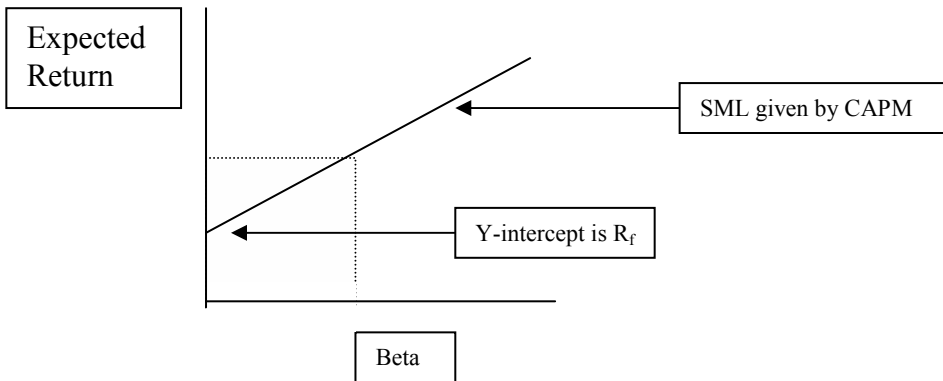 Expected
Return
SML given by CAPM
Y-intercept is Rf
Beta